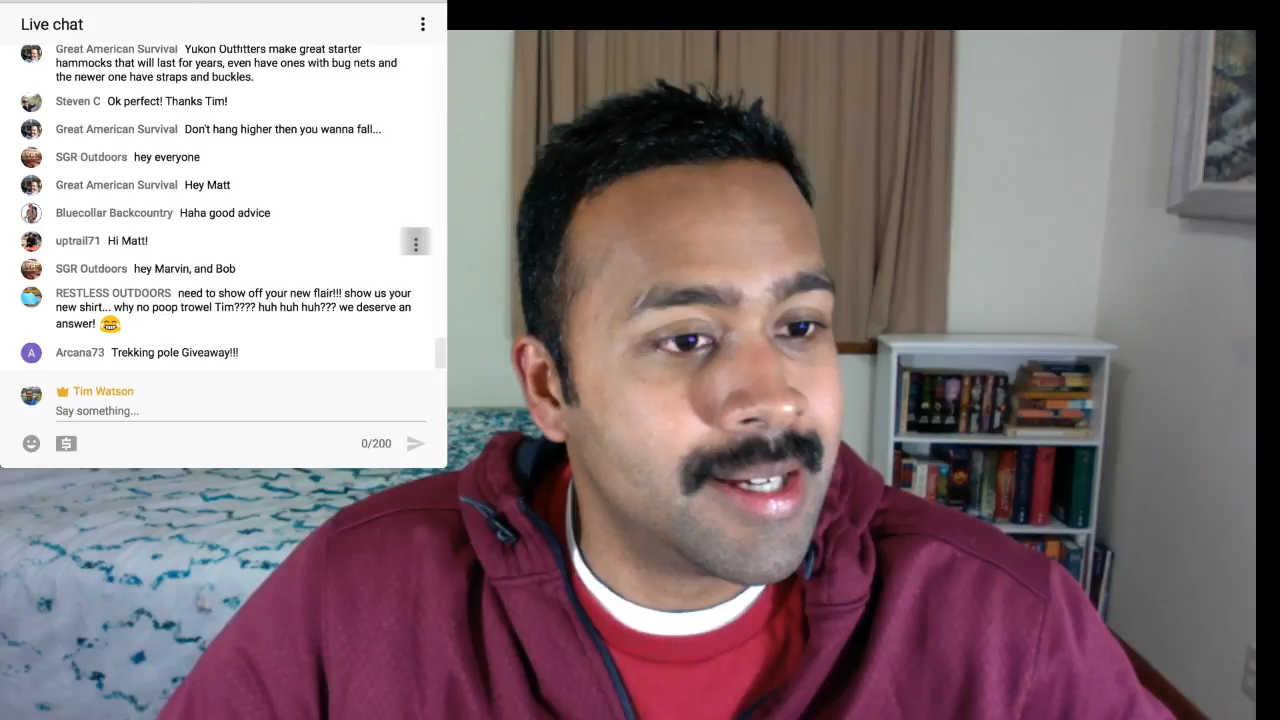 Live chat
Great American Survival Yukon Outfitters make great starter
hammocks that will last for years, even have ones with bug nets and
the newer one have straps and buckles.
Steven C Ok perfect! Thanks Tim!
Great American Survival Don't hang higher then you wanna fall...
SGR Outdoors hey everyone
Great American Survival Hey Matt
Bluecollar Backcountry Haha good advice
uptrail71 Hi Matt!
SGR Outdoors hey Marvin, and Bob
RESTLESS OUTDOORS need to show off your new flair!!! show us your
new shirt... why no poop trowel Tim???? huh huh huh??? we deserve an
answer! 😂
A Arcana73 Trekking pole Giveaway!!!
Tim Watson
Say something...
0/200